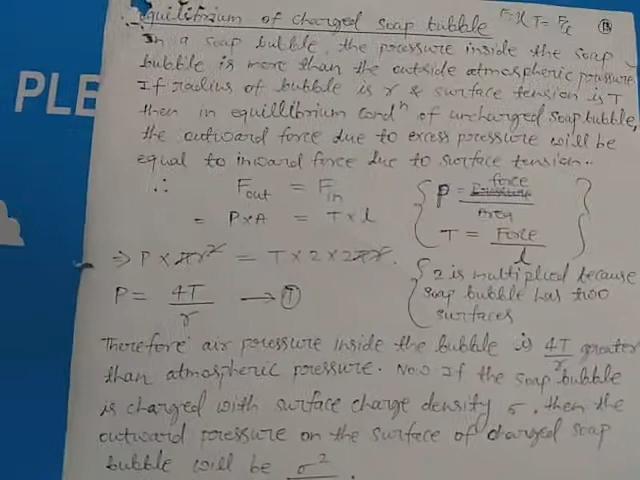 Equilibrium of charged soap bubble
In a soap bubble, the pressure inside the soap
bubble is more than the outside atmospheric pressure
If radius of bubble is r & surface tension is T
then in equillibrium condⁿ of uncharged soap bubble,
the outward force due to excess pressure will be
equal to inward force due to surface tension..
∴ F_out = F_in
= P×A = T×l
⇒ P × πr² = T × 2 × 2πr.
P = 4T/r → ①
{ P = force/Area
T = Force/l }
{ 2 is multiplied because
soap bubble has two
surfaces
Therefore air pressure inside the bubble is 4T/r greater
than atmospheric pressure. Now If the soap bubble
is charged with surface charge density σ, then the
outward pressure on the surface of charged soap
bubble will be σ²
PLE